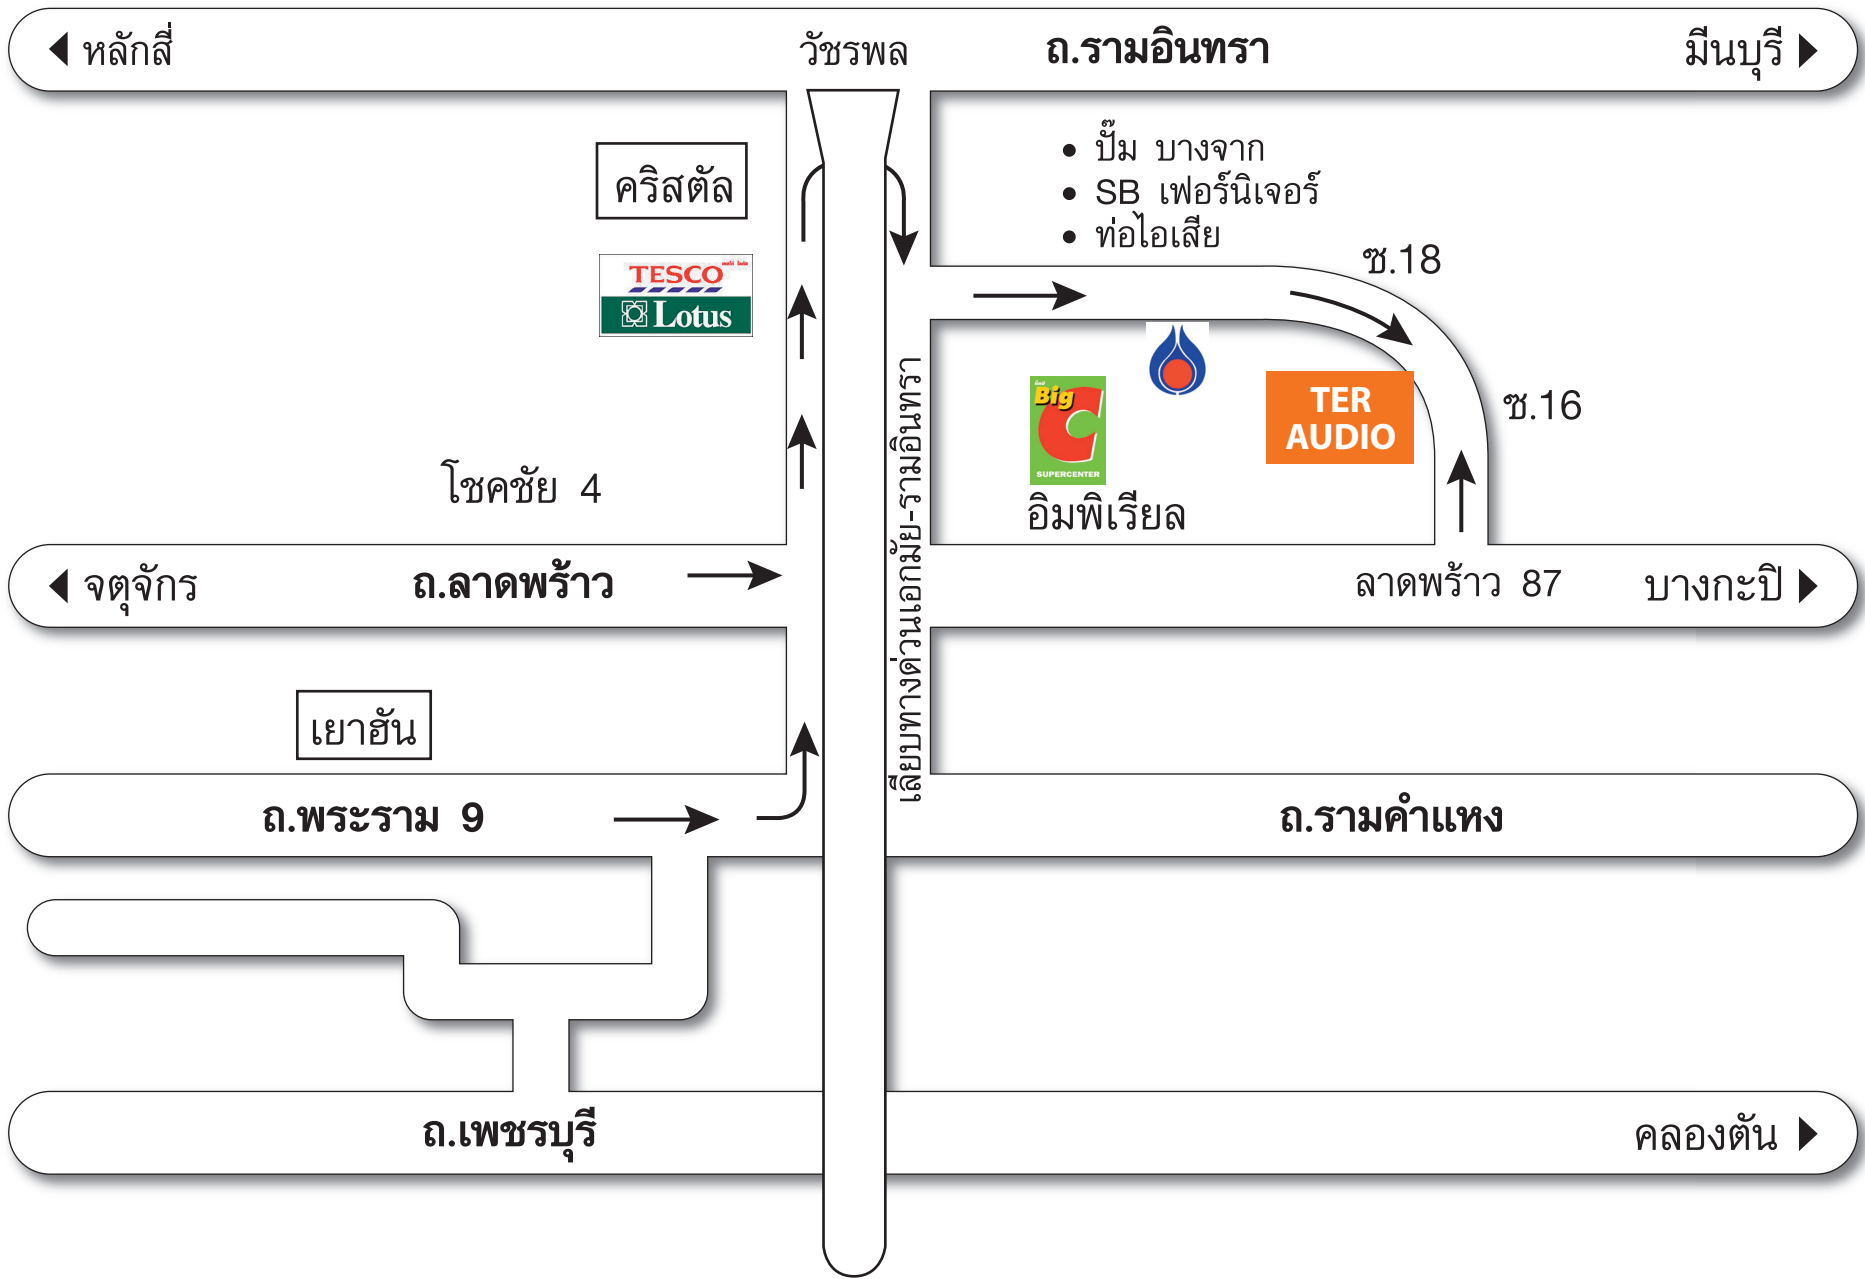 หลักสี่
วัชรพล
ถ.รามอินทรา
มีนบุรี
• ปั๊ม บางจาก
• SB เฟอร์นิเจอร์
• ท่อไอเสีย
คริสตัล
TESCO
Lotus
ซ.18
ซ.16
Big C
SUPERCENTER
อิมพิเรียล
TER
AUDIO
โชคชัย 4
เลียบทางด่วนเอกมัย-รามอินทรา
จตุจักร
ถ.ลาดพร้าว
ลาดพร้าว 87
บางกะปิ
เยาฮัน
ถ.พระราม 9
ถ.รามคำแหง
ถ.เพชรบุรี
คลองตัน